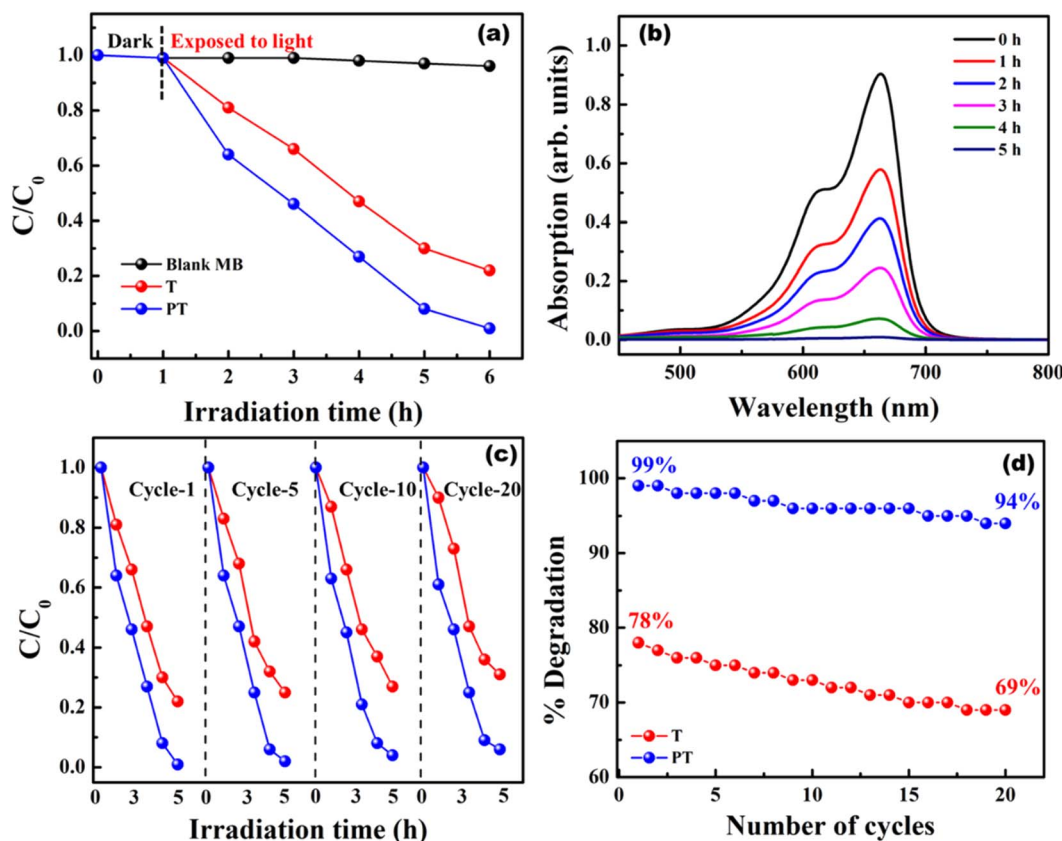 (a)
Dark
Exposed to light
1.0
0.8
0.6
0.4
0.2
0.0
C/C₀
Blank MB
T
PT
0 1 2 3 4 5 6
Irradiation time (h)
(b)
1.0
0.8
0.6
0.4
0.2
0.0
Absorption (arb. units)
0 h
1 h
2 h
3 h
4 h
5 h
500 600 700 800
Wavelength (nm)
(c)
1.0
0.8
0.6
0.4
0.2
0.0
C/C₀
Cycle-1 Cycle-5 Cycle-10 Cycle-20
0 3 5 0 3 5 0 3 5 0 3 5
Irradiation time (h)
(d)
100
90
80
70
60
% Degradation
99%
94%
78%
69%
T
PT
0 5 10 15 20
Number of cycles